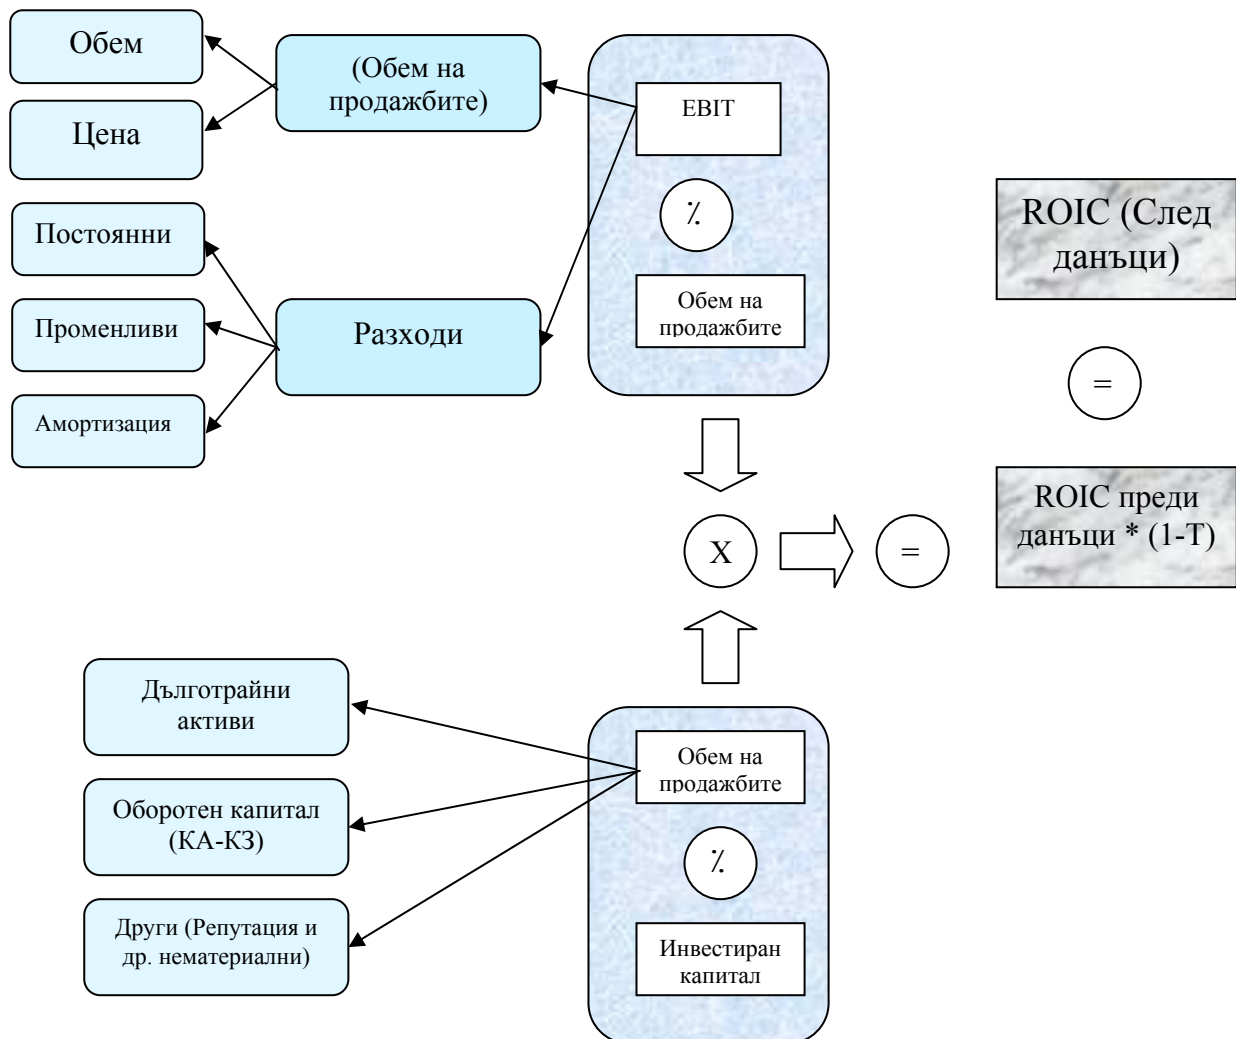 Обем
Цена
(Обем на
продажбите)
EBIT
٪
Обем на
продажбите
Постоянни
Променливи
Амортизация
Разходи
ROIC (След
данъци)
=
ROIC преди
данъци * (1-Т)
X
=
Дълготрайни
активи
Оборотен капитал
(КА-КЗ)
Други (Репутация и
др. нематериални)
Обем на
продажбите
٪
Инвестиран
капитал